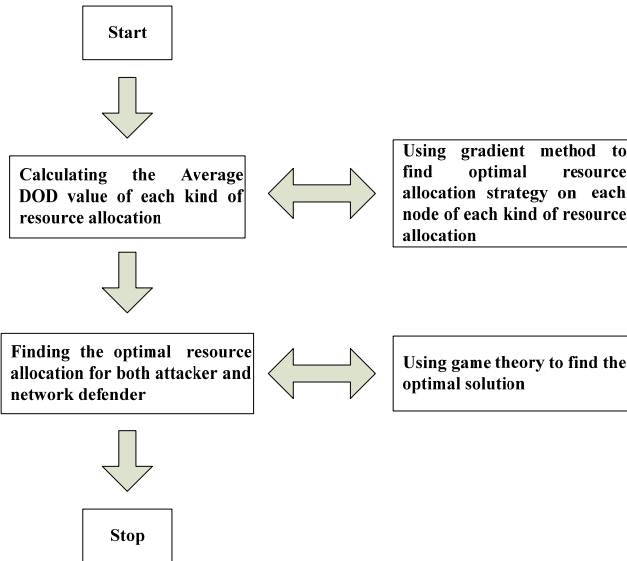 Start
Calculating the Average
DOD value of each kind of
resource allocation
Using gradient method to
find optimal resource
allocation strategy on each
node of each kind of resource
allocation
Finding the optimal resource
allocation for both attacker and
network defender
Using game theory to find the
optimal solution
Stop